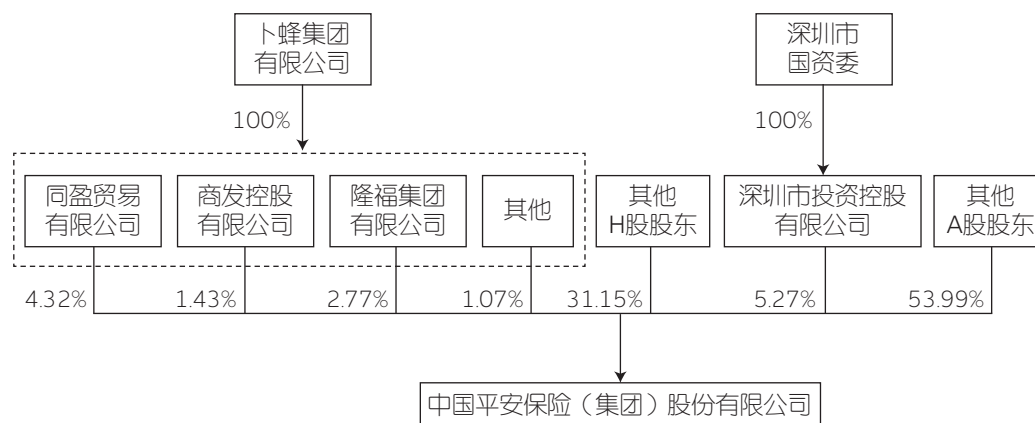 卜蜂集团
有限公司
深圳市
国资委
100%
100%
同盈贸易
有限公司
商发控股
有限公司
隆福集团
有限公司
其他
其他
H股股东
深圳市投资控股
有限公司
其他
A股股东
4.32%
1.43%
2.77%
1.07%
31.15%
5.27%
53.99%
中国平安保险（集团）股份有限公司